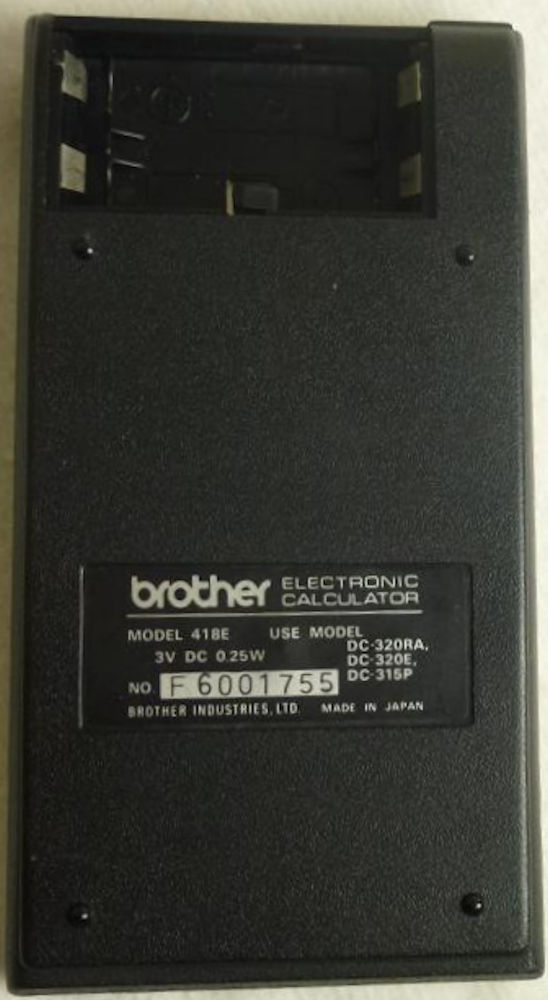 brother ELECTRONIC CALCULATOR
MODEL 418E USE MODEL
3V DC 0.25W DC-320RA,
DC-320E,
DC-315P
NO. F6001755
BROTHER INDUSTRIES, LTD. MADE IN JAPAN